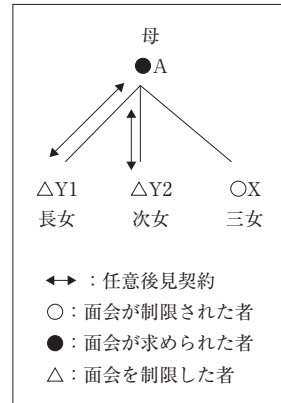 母
●A
△Y1 △Y2 ○X
長女 次女 三女
↔：任意後見契約
○：面会が制限された者
●：面会が求められた者
△：面会を制限した者